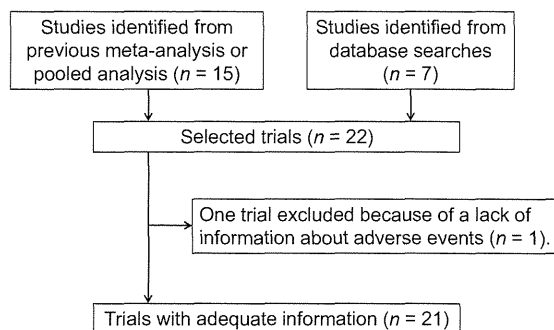 Studies identified from
previous meta-analysis or
pooled analysis (n = 15)
Studies identified from
database searches
(n = 7)
Selected trials (n = 22)
One trial excluded because of a lack of
information about adverse events (n = 1).
Trials with adequate information (n = 21)